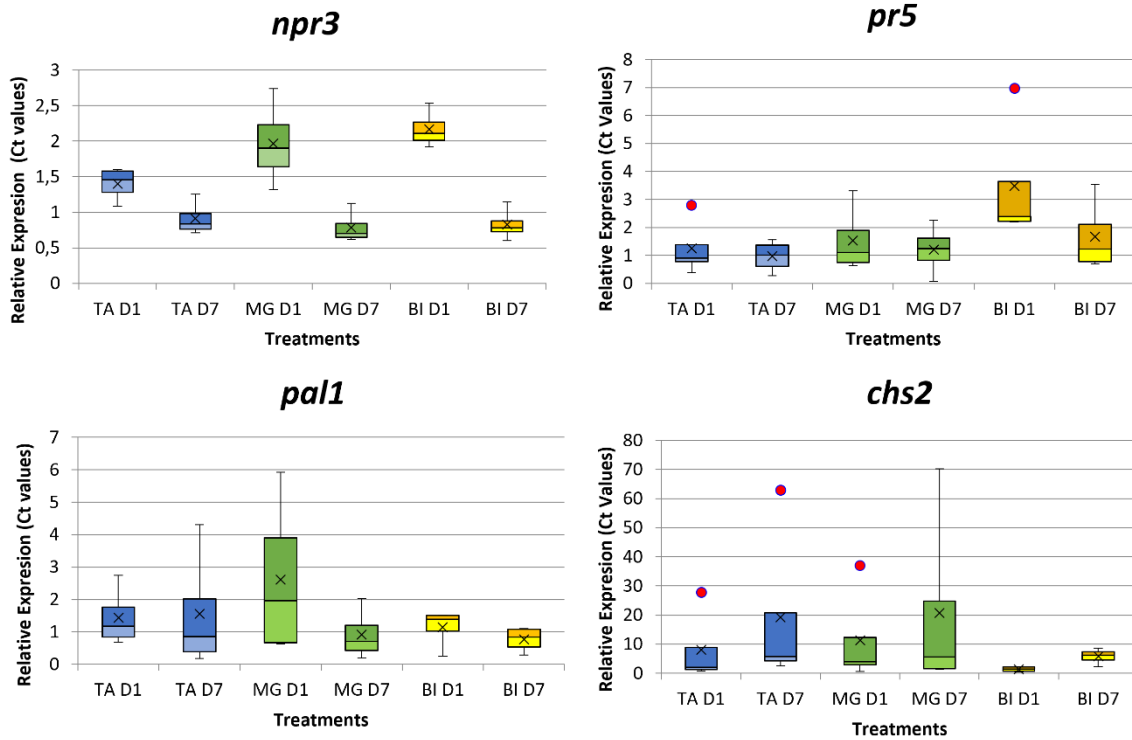 npr3
Relative Expresion (Ct values)
3
2,5
2
1,5
1
0,5
0
TA D1 TA D7 MG D1 MG D7 BI D1 BI D7
Treatments
pr5
Relative Expresion (Ct Values)
8
7
6
5
4
3
2
1
0
TA D1 TA D7 MG D1 MG D7 BI D1 BI D7
Treatments
pal1
Relative Expresion (Ct values)
7
6
5
4
3
2
1
0
TA D1 TA D7 MG D1 MG D7 BI D1 BI D7
Treatments
chs2
Relative Expresion (Ct Values)
80
70
60
50
40
30
20
10
0
TA D1 TA D7 MG D1 MG D7 BI D1 BI D7
Treatments